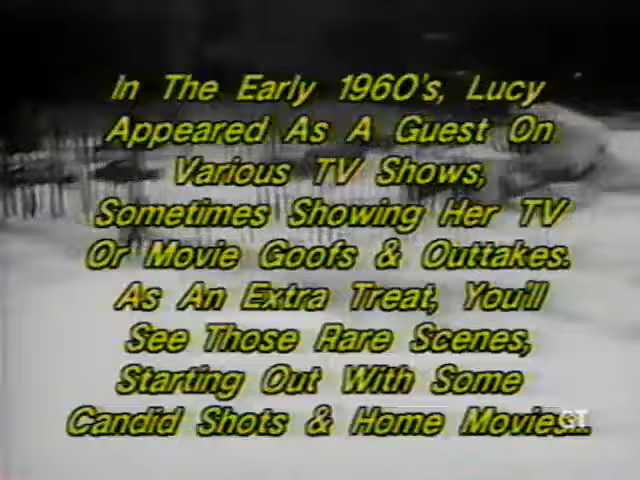 In The Early 1960's, Lucy
Appeared As A Guest On
Various TV Shows,
Sometimes Showing Her TV
Or Movie Goofs & Outtakes.
As An Extra Treat, You'll
See Those Rare Scenes,
Starting Out With Some
Candid Shots & Home Movies...
GT